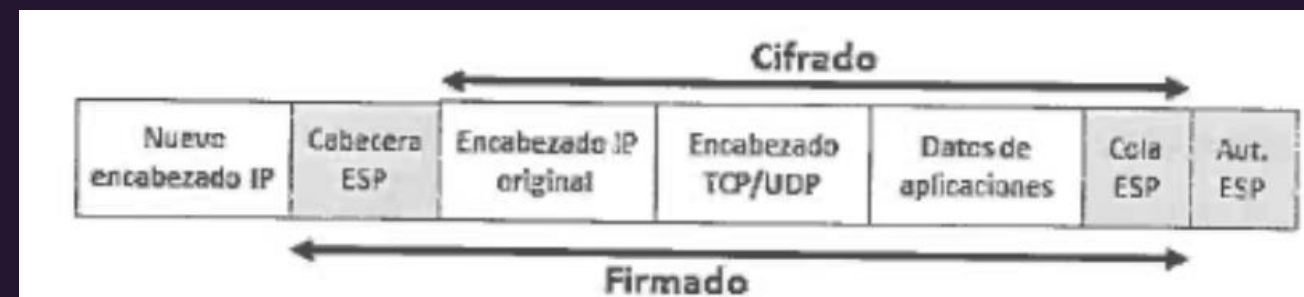 Cifrado
Nuevo
encabezado IP
Cabecera
ESP
Encabezado IP
original
Encabezado
TCP/UDP
Datos de
aplicaciones
Cola
ESP
Aut.
ESP
Firmado